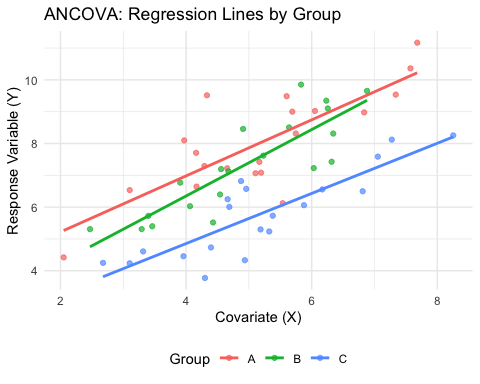 ANCOVA: Regression Lines by Group
Response Variable (Y)
10
8
6
4
2 4 6 8
Covariate (X)
Group A B C